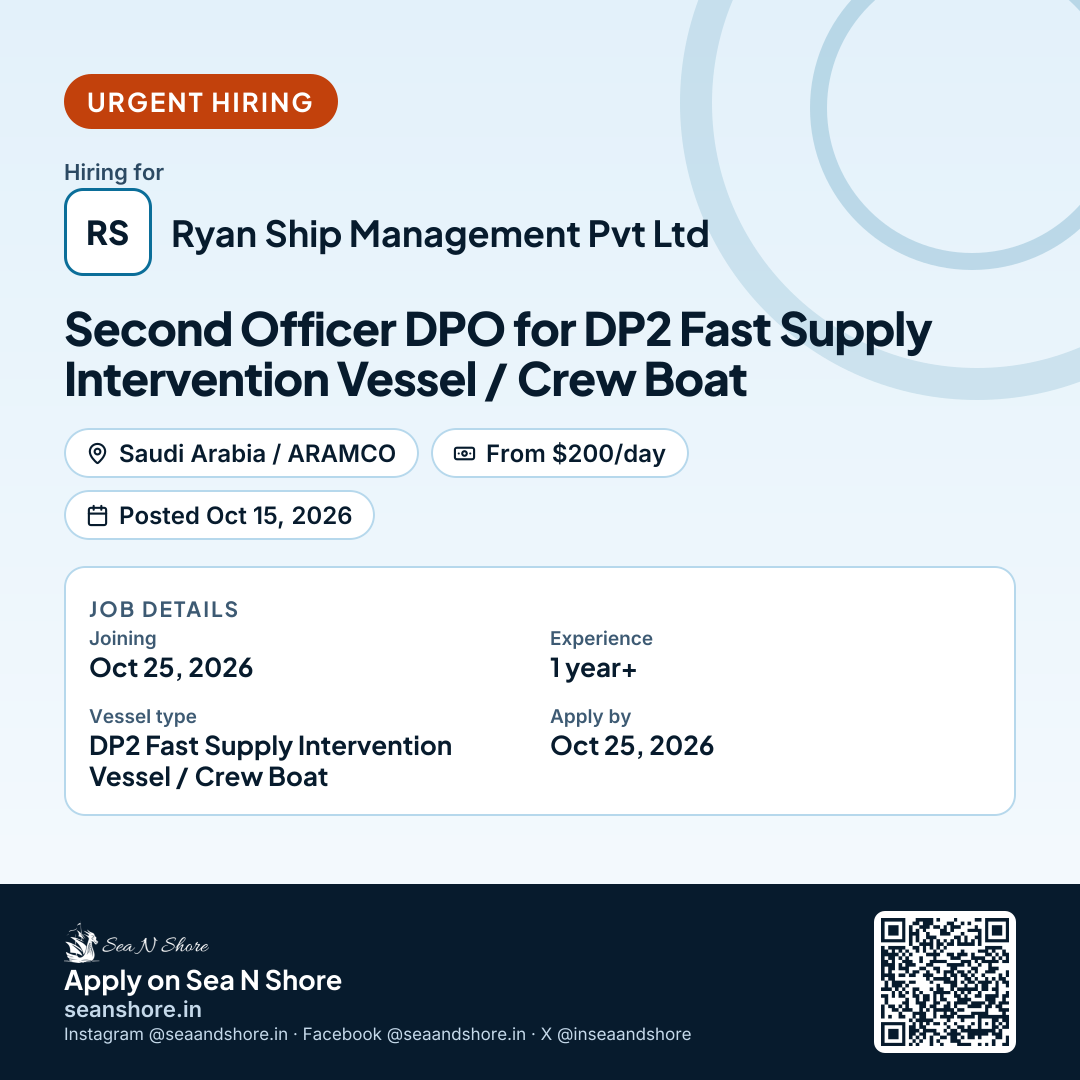 URGENT HIRING
Hiring for
RS
Ryan Ship Management Pvt Ltd
Second Officer DPO for DP2 Fast Supply
Intervention Vessel / Crew Boat
Saudi Arabia / ARAMCO
From $200/day
Posted Oct 15, 2026
JOB DETAILS
Joining
Oct 25, 2026
Experience
1 year+
Vessel type
DP2 Fast Supply Intervention
Vessel / Crew Boat
Apply by
Oct 25, 2026
Sea N Shore
Apply on Sea N Shore
seanshore.in
Instagram @seaandshore.in · Facebook @seaandshore.in · X @inseaandshore